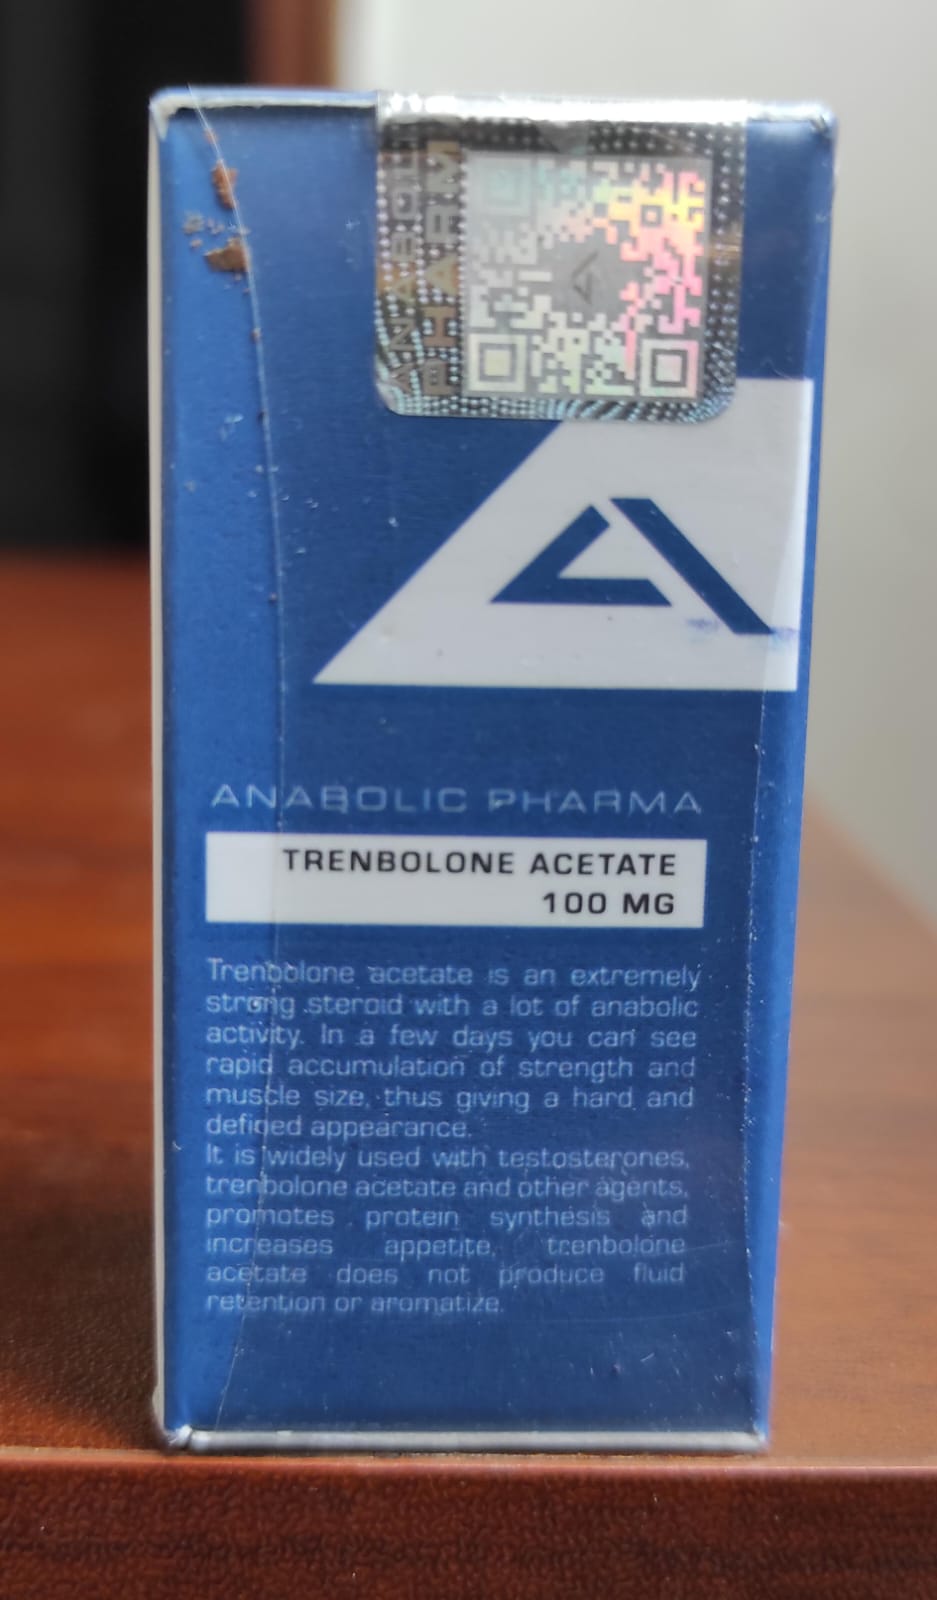 ANABOLIC
PHARM
ANABOLIC PHARMA
TRENBOLONE ACETATE
100 MG
Trenbolone acetate is an extremely
strong steroid with a lot of anabolic
activity. In a few days you can see
rapid accumulation of strength and
muscle size, thus giving a hard and
defined appearance.
It is widely used with testosterones,
trenbolone acetate and other agents,
promotes protein synthesis and
increases appetite, trenbolone
acetate does not produce fluid
retention or aromatize.